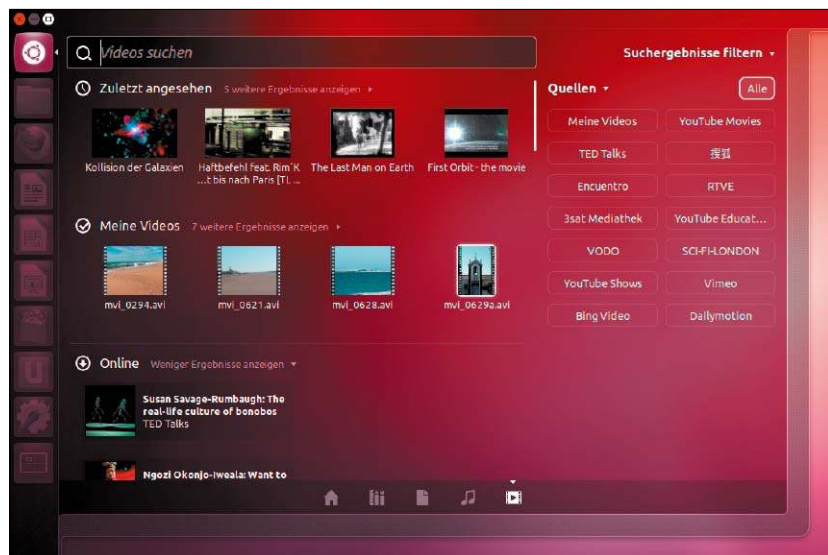 Videos suchen
Suchergebnisse filtern
Zuletzt angesehen 5 weitere Ergebnisse anzeigen
Kollision der Galaxien
Haftbefehl feat. Rim´K
...t bis nach Paris [TL ...
The Last Man on Earth
First Orbit - the movie
Meine Videos 7 weitere Ergebnisse anzeigen
mvi_0294.avi
mvi_0621.avi
mvi_0628.avi
mvi_0629a.avi
Online Weniger Ergebnisse anzeigen
Susan Savage-Rumbaugh: The
real-life culture of bonobos
TED Talks
Ngozi Okonjo-Iweala: Want to
Quellen
Alle
Meine Videos
YouTube Movies
TED Talks
搜狐
Encuentro
RTVE
3sat Mediathek
YouTube Educat...
VODO
SCI-FI-LONDON
YouTube Shows
Vimeo
Bing Video
Dailymotion